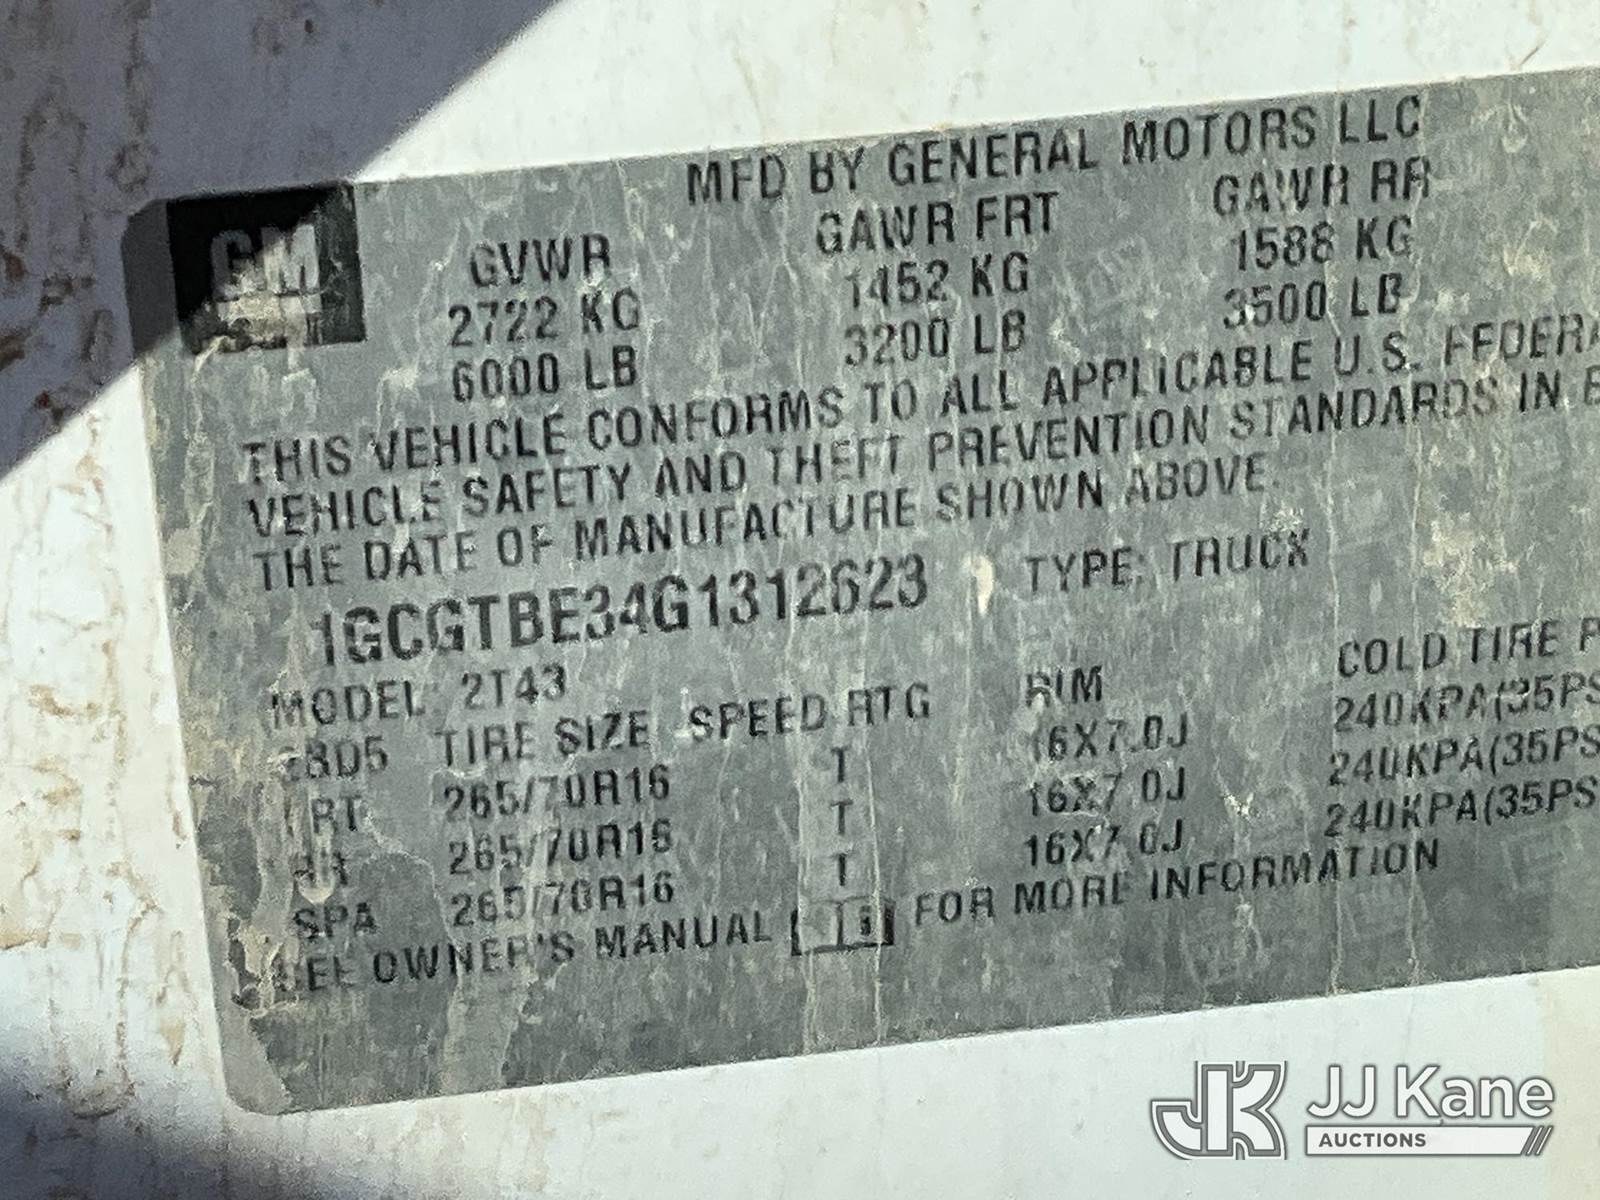 MFD BY GENERAL MOTORS LLC
GM GVWR GAWR FRT GAWR RR
2722 KG 1452 KG 1588 KG
6000 LB 3200 LB 3500 LB
THIS VEHICLE CONFORMS TO ALL APPLICABLE U.S. FEDERA
VEHICLE SAFETY AND THEFT PREVENTION STANDARDS IN E
THE DATE OF MANUFACTURE SHOWN ABOVE.
1GCGTBE34G1312623 TYPE: TRUCK
MODEL: 2T43
TIRE SIZE SPEED RTG RIM COLD TIRE P
FRT 265/70R16 T 16X7.0J 240KPA(35PS
RR 265/70R16 T 16X7.0J 240KPA(35PS
SPA 265/70R16 T 16X7.0J 240KPA(35PS
SEE OWNER'S MANUAL FOR MORE INFORMATION
JK JJ Kane
AUCTIONS